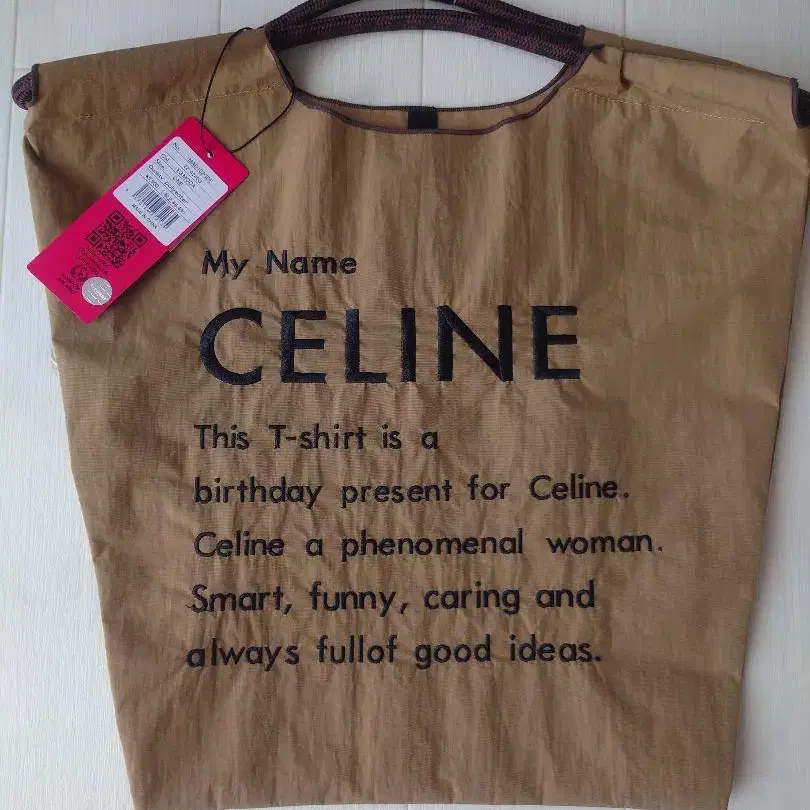 My Name
CELINE
This T-shirt is a
birthday present for Celine.
Celine a phenomenal woman.
Smart, funny, caring and
always fullof good ideas.